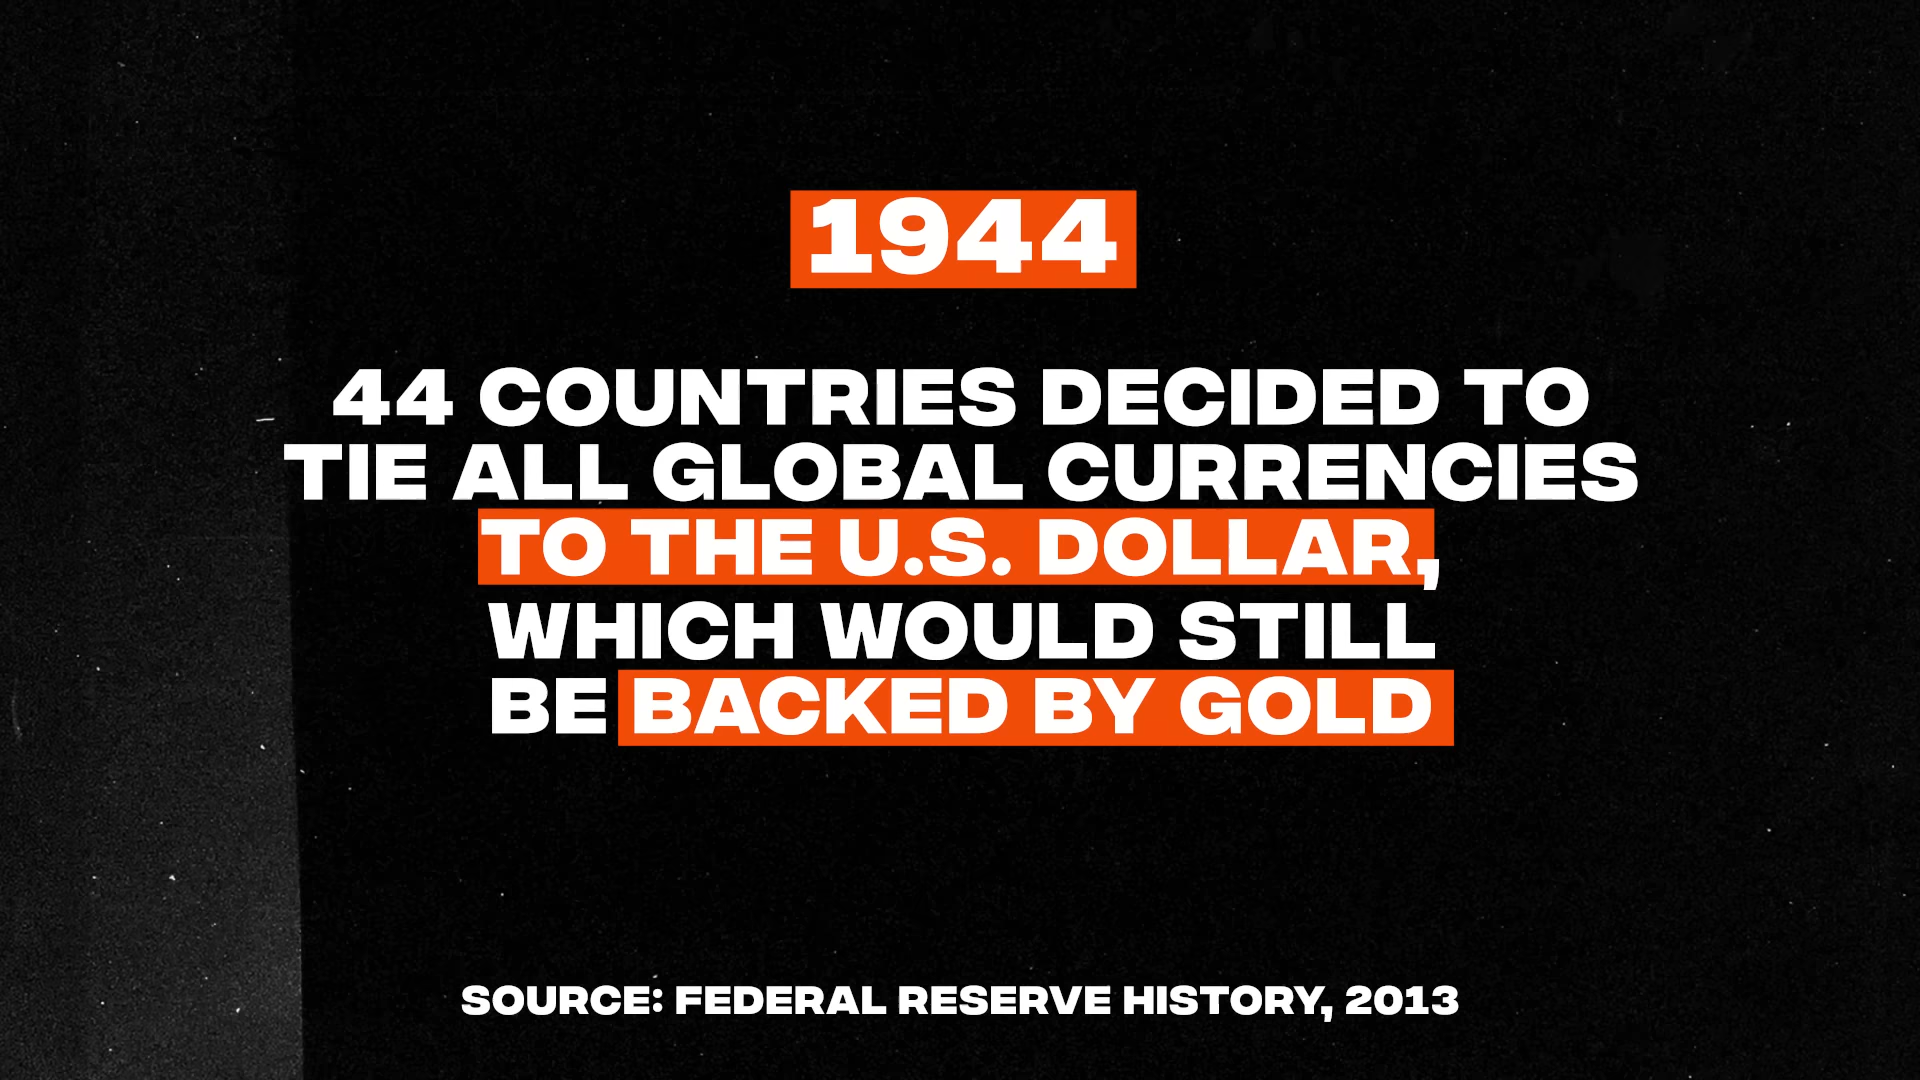 1944
44 COUNTRIES DECIDED TO
TIE ALL GLOBAL CURRENCIES
TO THE U.S. DOLLAR,
WHICH WOULD STILL
BE BACKED BY GOLD
SOURCE: FEDERAL RESERVE HISTORY, 2013